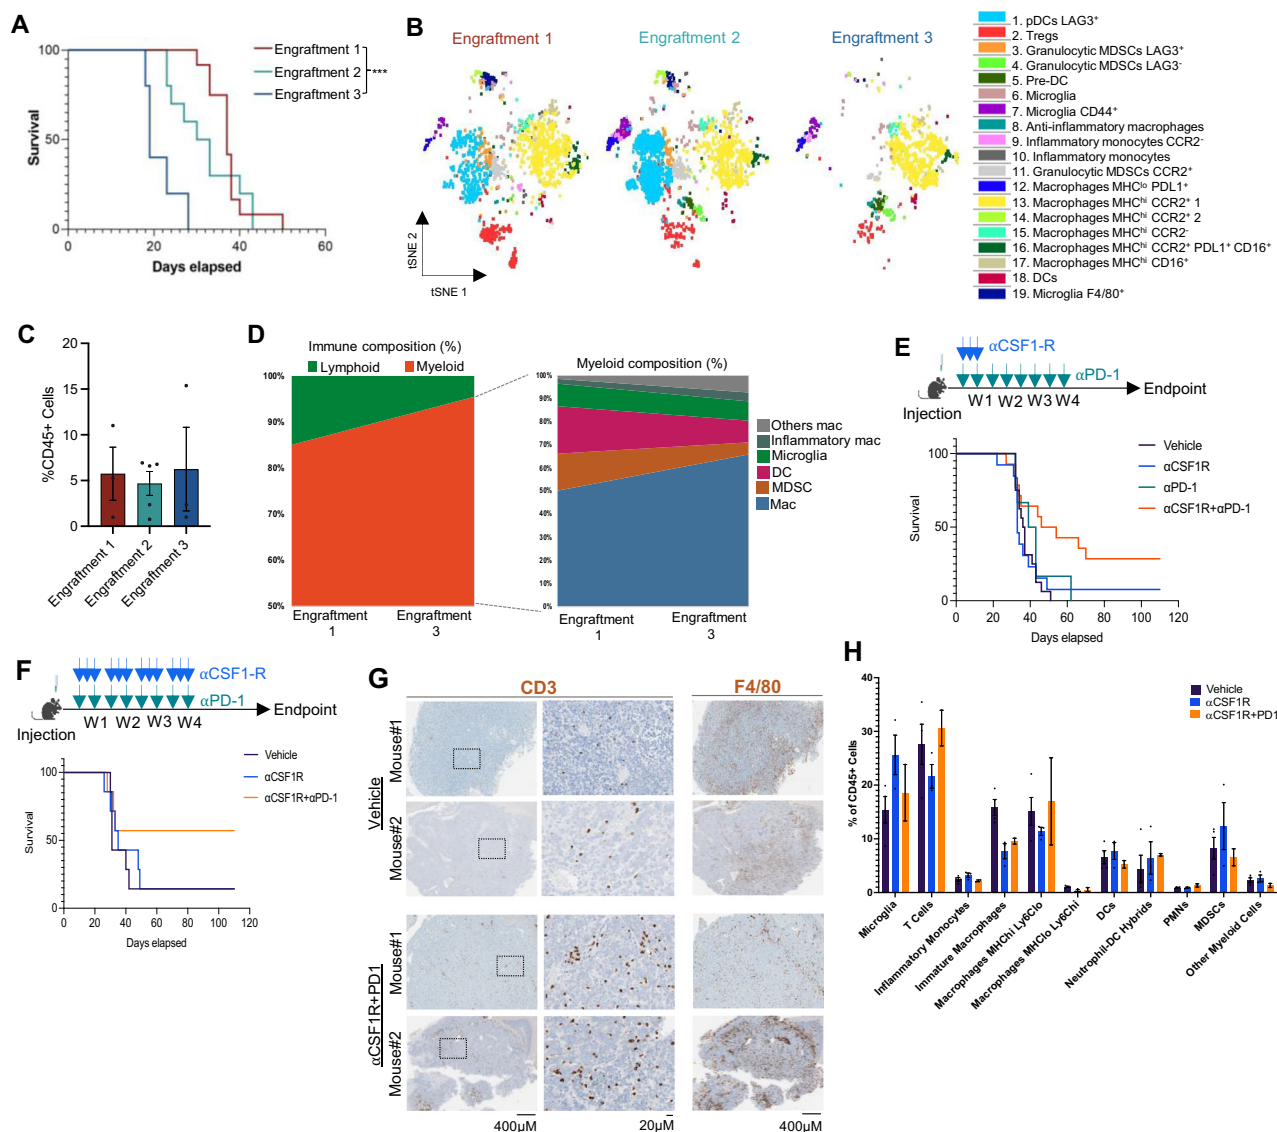 A
100
50
0
Survival
0
20
40
60
Days elapsed
Engraftment 1
Engraftment 2
Engraftment 3
***
B
Engraftment 1
Engraftment 2
Engraftment 3
tSNE 2
tSNE 1
1. pDCs LAG3⁺
2. Tregs
3. Granulocytic MDSCs LAG3⁺
4. Granulocytic MDSCs LAG3⁻
5. Pre-DC
6. Microglia
7. Microglia CD44⁺
8. Anti-inflammatory macrophages
9. Inflammatory monocytes CCR2⁻
10. Inflammatory monocytes
11. Granulocytic MDSCs CCR2⁺
12. Macrophages MHCˡᵒ PDL1⁺
13. Macrophages MHCʰⁱ CCR2⁺ 1
14. Macrophages MHCʰⁱ CCR2⁺ 2
15. Macrophages MHCʰⁱ CCR2⁻
16. Macrophages MHCʰⁱ CCR2⁺ PDL1⁺ CD16⁺
17. Macrophages MHCʰⁱ CD16⁺
18. DCs
19. Microglia F4/80⁺
C
20
15
10
5
0
%CD45+ Cells
Engraftment 1
Engraftment 2
Engraftment 3
D
Immune composition (%)
Lymphoid
Myeloid
100%
90%
80%
70%
60%
50%
Engraftment 1
Engraftment 3
Myeloid composition (%)
100%
90%
80%
70%
60%
50%
40%
30%
20%
10%
0%
Engraftment 1
Engraftment 3
Others mac
Inflammatory mac
Microglia
DC
MDSC
Mac
E
αCSF1-R
αPD-1
W1 W2 W3 W4
Endpoint
Injection
100
50
0
Survival
0 20 40 60 80 100 120
Days elapsed
Vehicle
αCSF1R
αPD-1
αCSF1R+αPD-1
F
αCSF1-R
αPD-1
W1 W2 W3 W4
Endpoint
Injection
100
50
0
Survival
0 20 40 60 80 100 120
Days elapsed
Vehicle
αCSF1R
αCSF1R+αPD-1
G
CD3
F4/80
Vehicle
Mouse#1
Mouse#2
αCSF1R+PD1
Mouse#1
Mouse#2
400μM
20μM
400μM
H
40
30
20
10
0
% of CD45+ Cells
Vehicle
αCSF1R
αCSF1R+PD1
Microglia
T Cells
Inflammatory Monocytes
Immature Macrophages
Macrophages MHChi Ly6Clo
Macrophages MHClo Ly6Chi
DCs
Neutrophil-DC Hybrids
PMNs
MDSCs
Other Myeloid Cells